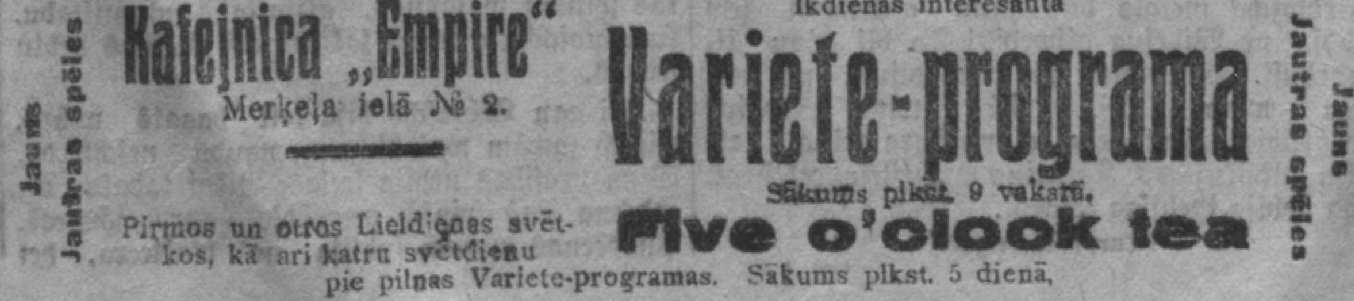 Jauns
Jautras spēles
Kafejnica „Empire“
Merķeļa ielā № 2.
Ikdienas interesanta
Variete-programa
Sākums plkst. 9 vakarā.
Pirmos un otros Lieldienas svēt-
kos, kā ari katru svētdienu
Five o'clock tea
pie pilnas Variete-programas. Sākums plkst. 5 dienā,
Jautras spēles
Jauns